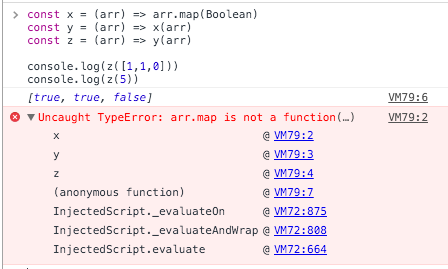 const x = (arr) => arr.map(Boolean)
const y = (arr) => x(arr)
const z = (arr) => y(arr)
console.log(z([1,1,0]))
console.log(z(5))
[true, true, false] VM79:6
Uncaught TypeError: arr.map is not a function(…) VM79:2
x @ VM79:2
y @ VM79:3
z @ VM79:4
(anonymous function) @ VM79:7
InjectedScript._evaluateOn @ VM72:875
InjectedScript._evaluateAndWrap @ VM72:808
InjectedScript.evaluate @ VM72:664